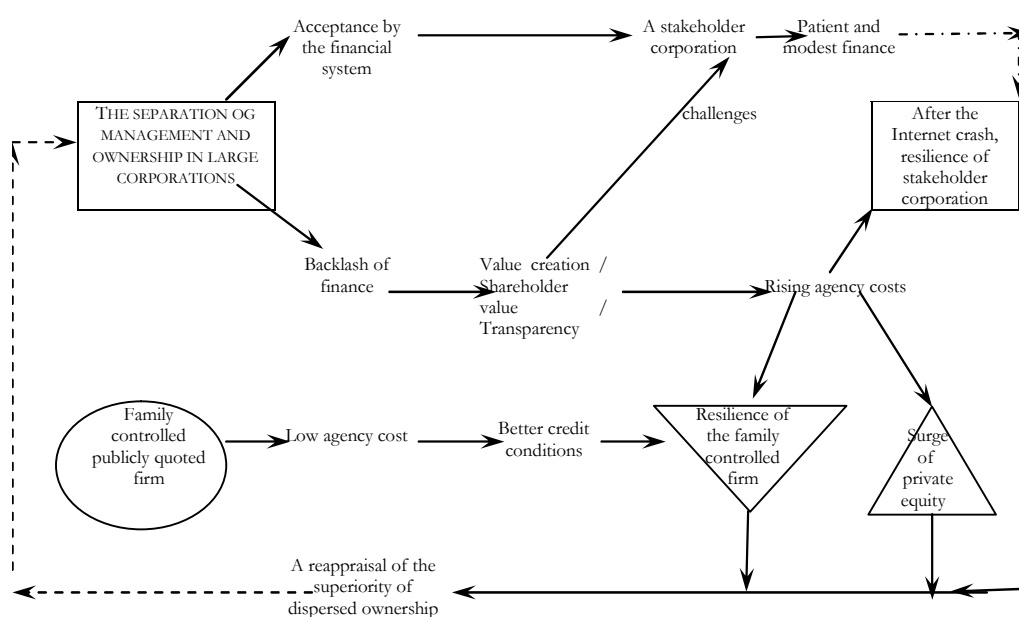 Acceptance by
the financial
system
A stakeholder
corporation
Patient and
modest finance
THE SEPARATION OG
MANAGEMENT AND
OWNERSHIP IN LARGE
CORPORATIONS
challenges
After the
Internet crash,
resilience of
stakeholder
corporation
Backlash of
finance
Value creation /
Shareholder
value /
Transparency
Rising agency costs
Family
controlled
publicly quoted
firm
Low agency cost
Better credit
conditions
Resilience of
the family
controlled
firm
Surge
of
private
equity
A reappraisal of the
superiority of
dispersed ownership